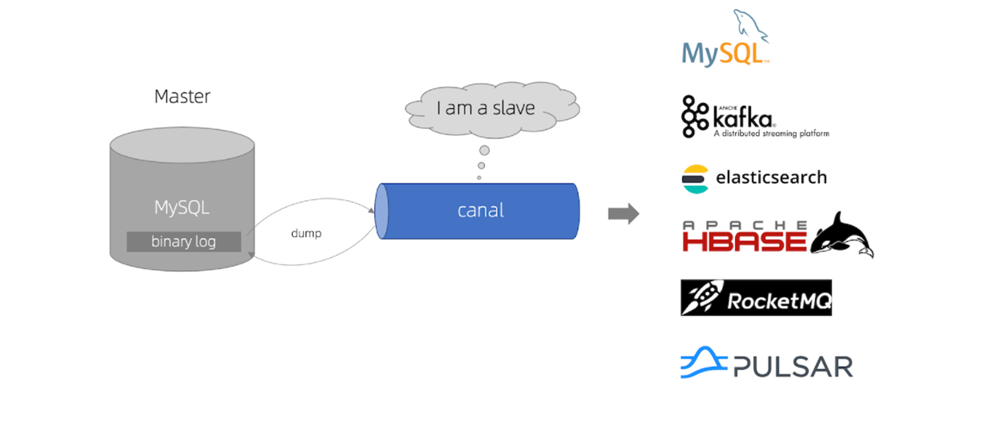 Master
MySQL
binary log
dump
I am a slave
canal
MySQL
APACHE
kafka
A distributed streaming platform
elasticsearch
APACHE
HBASE
RocketMQ
PULSAR